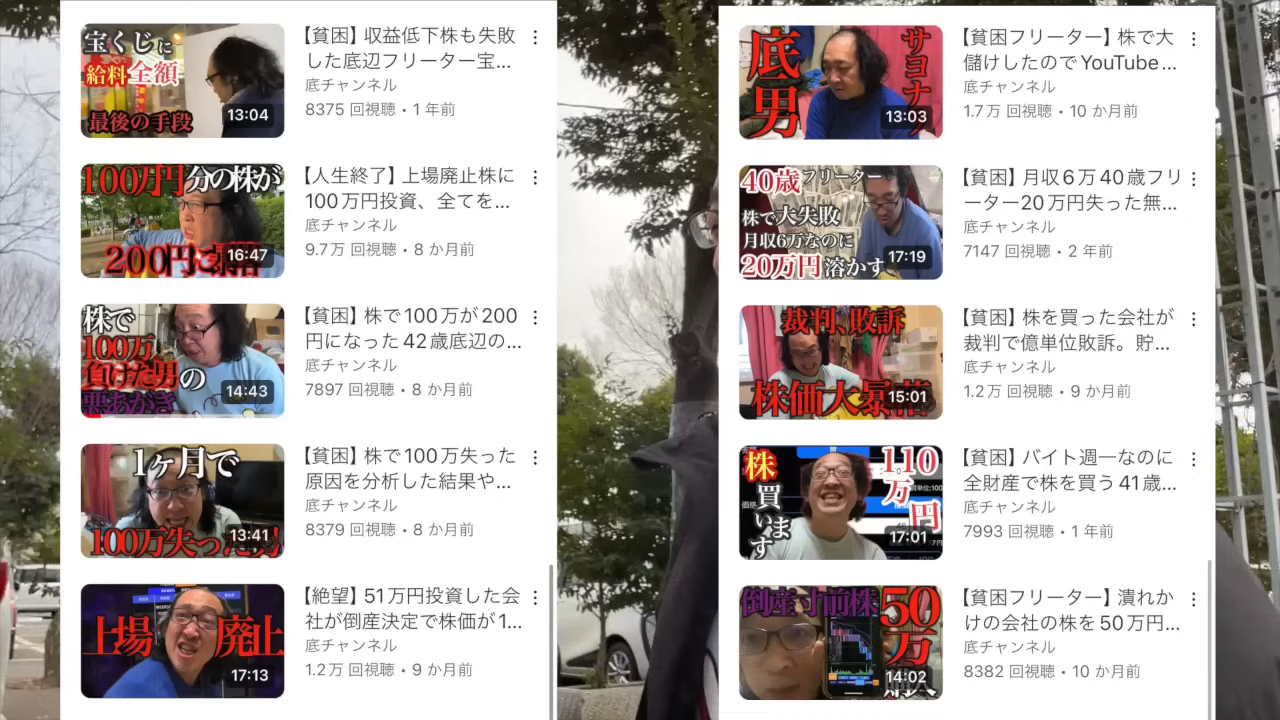 宝くじに
給料全額
最後の手段
13:04
【貧困】収益低下株も失敗
した底辺フリーター宝...
底チャンネル
8375 回視聴・1 年前
100万円分の株が
200円に
16:47
【人生終了】上場廃止株に
100万円投資、全てを...
底チャンネル
9.7万 回視聴・8 か月前
株で
100万
負けた男の
悪あがき
14:43
【貧困】株で100万が200
円になった42歳底辺の...
底チャンネル
7897 回視聴・8 か月前
1ヶ月で
100万失った男
13:41
【貧困】株で100万失った
原因を分析した結果や...
底チャンネル
8379 回視聴・8 か月前
上場廃止
17:13
【絶望】51万円投資した会
社が倒産決定で株価が1...
底チャンネル
1.2万 回視聴・9 か月前
底男
サヨナラ
13:03
【貧困フリーター】株で大
儲けしたのでYouTube...
底チャンネル
1.7万 回視聴・10 か月前
40歳フリーター
株で大失敗
月収6万なのに
20万円溶かす
17:19
【貧困】月収6万40歳フリ
ーター20万円失った無...
底チャンネル
7147 回視聴・2 年前
裁判、敗訴
株価大暴落
15:01
【貧困】株を買った会社が
裁判で億単位敗訴。貯...
底チャンネル
1.2万 回視聴・9 か月前
株
買います
110
万
円
17:01
【貧困】バイト週一なのに
全財産で株を買う41歳...
底チャンネル
7993 回視聴・1 年前
倒産寸前株
50
万
購入
14:02
【貧困フリーター】潰れか
けの会社の株を50万円...
底チャンネル
8382 回視聴・10 か月前